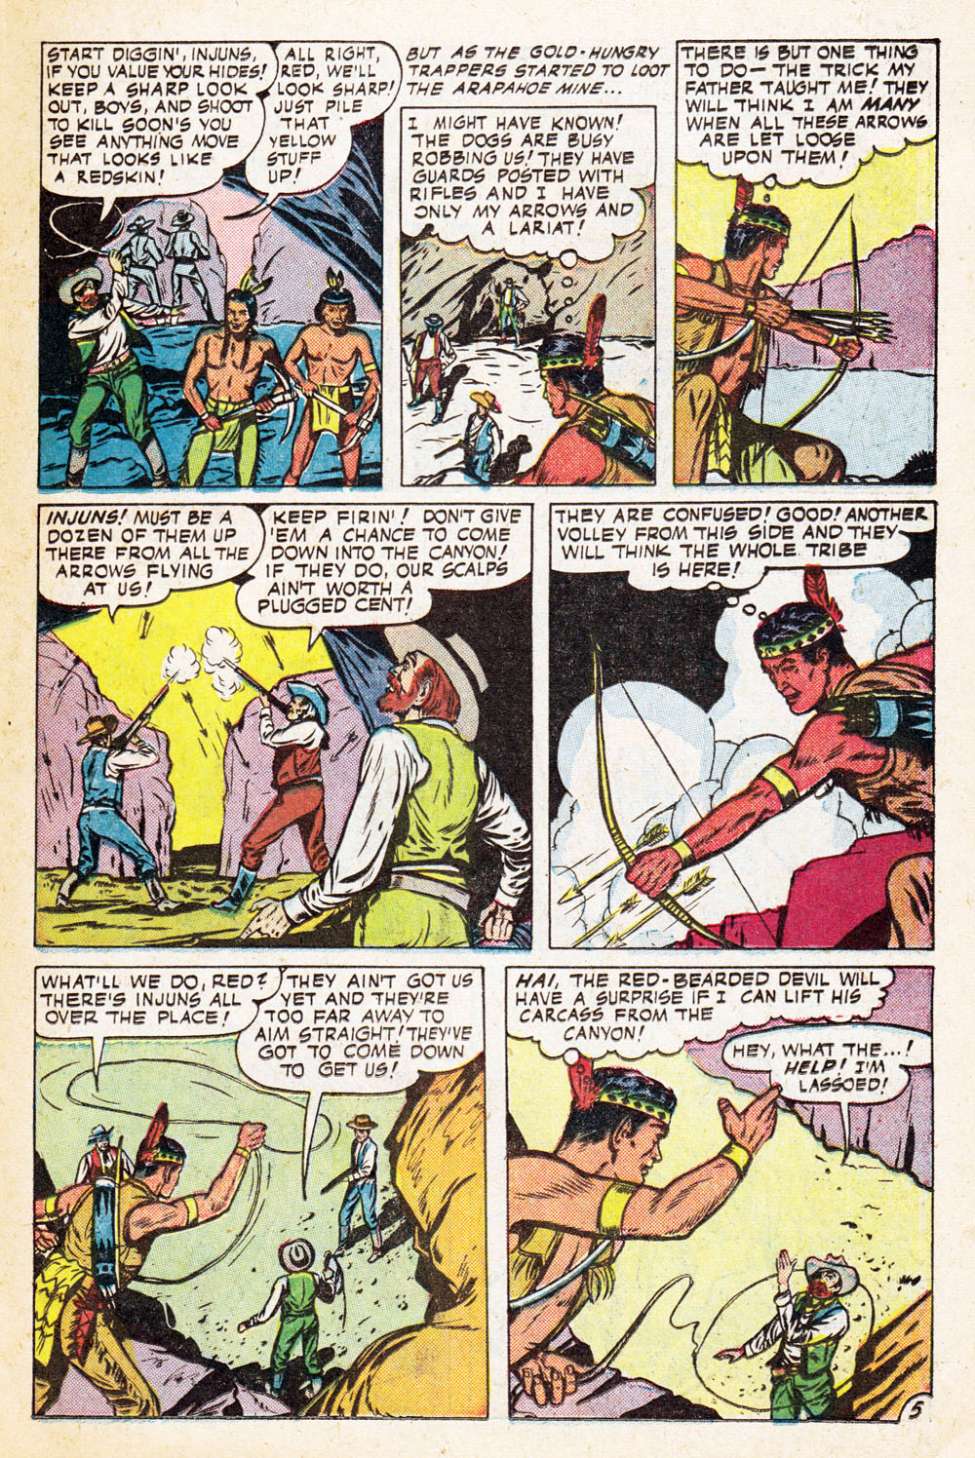 START DIGGIN', INJUNS,
IF YOU VALUE YOUR HIDES!
KEEP A SHARP LOOK
OUT, BOYS, AND SHOOT
TO KILL SOON'S YOU
SEE ANYTHING MOVE
THAT LOOKS LIKE
A REDSKIN!
ALL RIGHT,
RED, WE'LL
LOOK SHARP!
JUST PILE
THAT
YELLOW
STUFF
UP!
BUT AS THE GOLD-HUNGRY
TRAPPERS STARTED TO LOOT
THE ARAPAHOE MINE...
I MIGHT HAVE KNOWN!
THE DOGS ARE BUSY
ROBBING US! THEY HAVE
GUARDS POSTED WITH
RIFLES AND I HAVE
ONLY MY ARROWS AND
A LARIAT!
THERE IS BUT ONE THING
TO DO— THE TRICK MY
FATHER TAUGHT ME! THEY
WILL THINK I AM MANY
WHEN ALL THESE ARROWS
ARE LET LOOSE
UPON THEM!
INJUNS! MUST BE A
DOZEN OF THEM UP
THERE FROM ALL THE
ARROWS FLYING
AT US!
KEEP FIRIN'! DON'T GIVE
'EM A CHANCE TO COME
DOWN INTO THE CANYON!
IF THEY DO, OUR SCALPS
AIN'T WORTH A
PLUGGED CENT!
THEY ARE CONFUSED! GOOD! ANOTHER
VOLLEY FROM THIS SIDE AND THEY
WILL THINK THE WHOLE TRIBE
IS HERE!
WHAT'LL WE DO, RED?
THERE'S INJUNS ALL
OVER THE PLACE!
THEY AIN'T GOT US
YET AND THEY'RE
TOO FAR AWAY TO
AIM STRAIGHT! THEY'VE
GOT TO COME DOWN
TO GET US!
HAI, THE RED-BEARDED DEVIL WILL
HAVE A SURPRISE IF I CAN LIFT HIS
CARCASS FROM THE
CANYON!
HEY, WHAT THE...!
HELP! I'M
LASSOED!
5